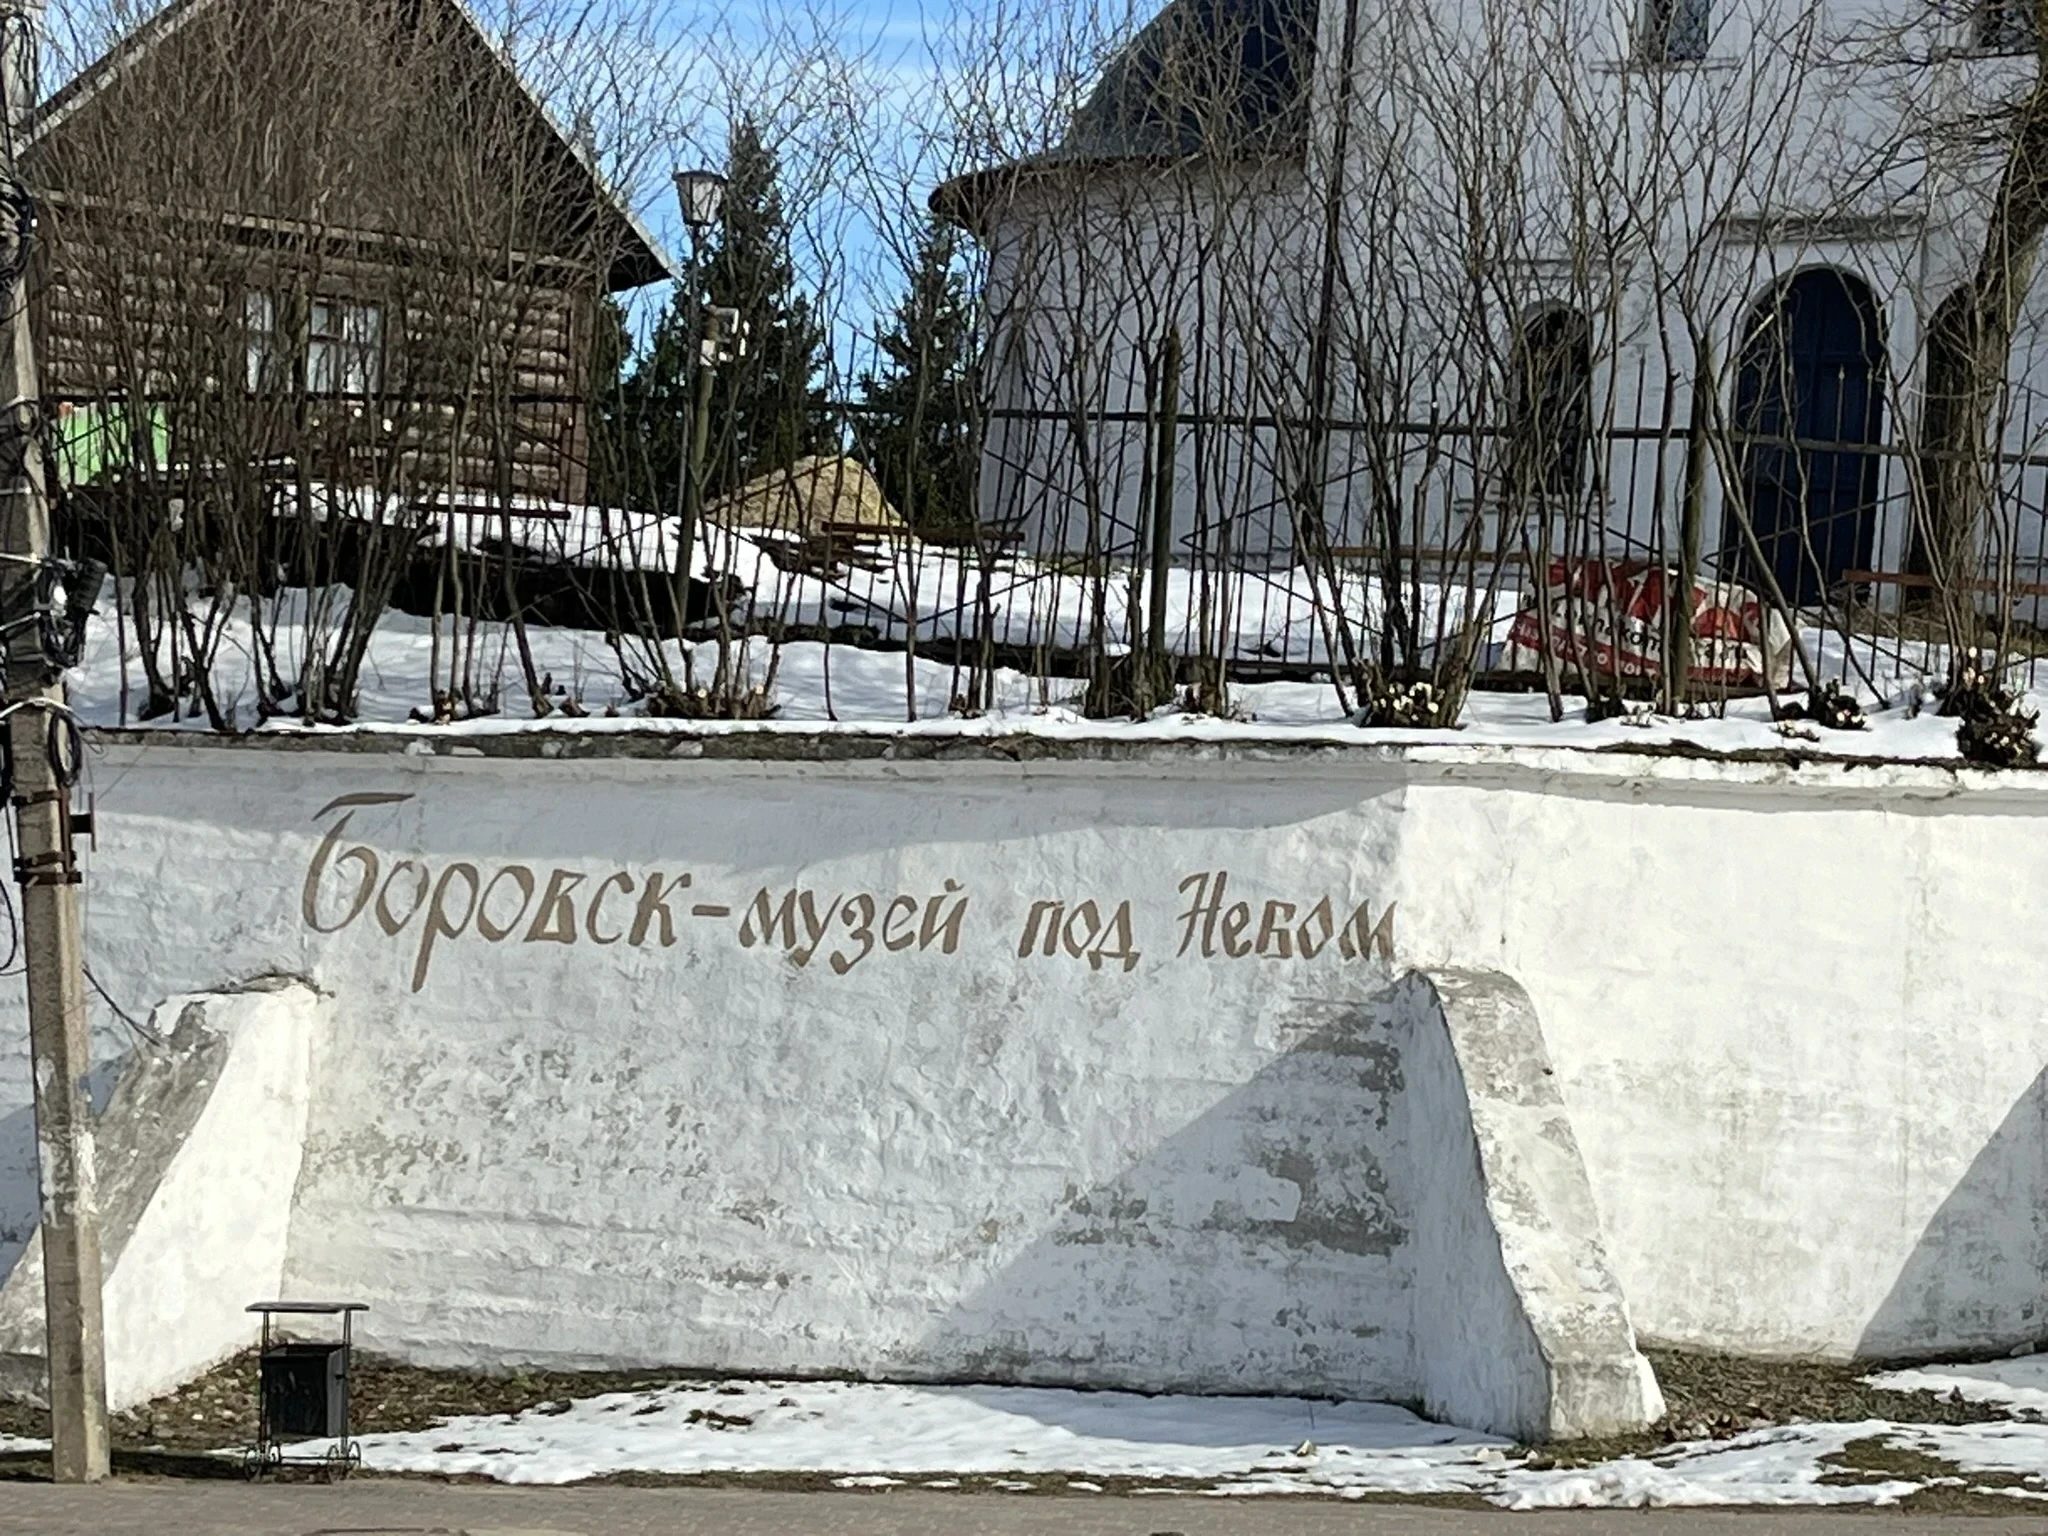 Боровск-музей под Небом